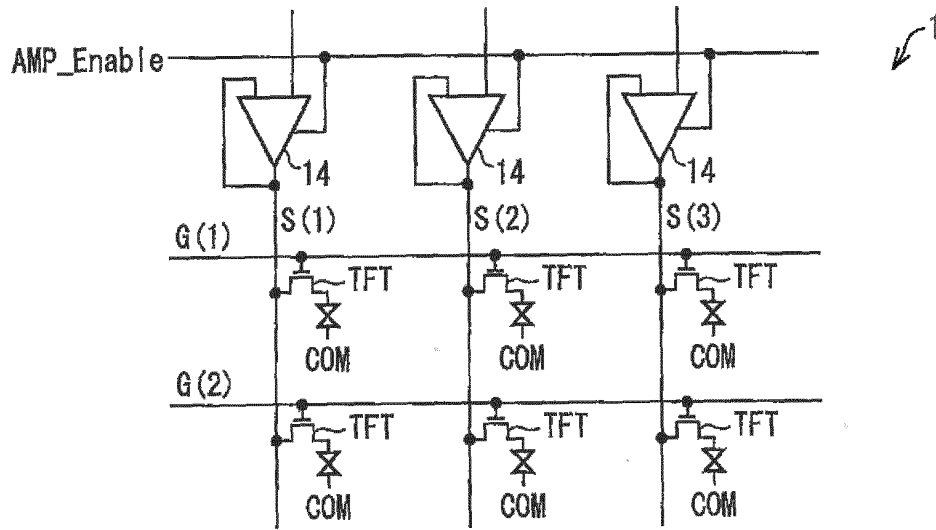 1
AMP_Enable
14 14 14
S(1) S(2) S(3)
G(1)
TFT TFT TFT
COM COM COM
G(2)
TFT TFT TFT
COM COM COM